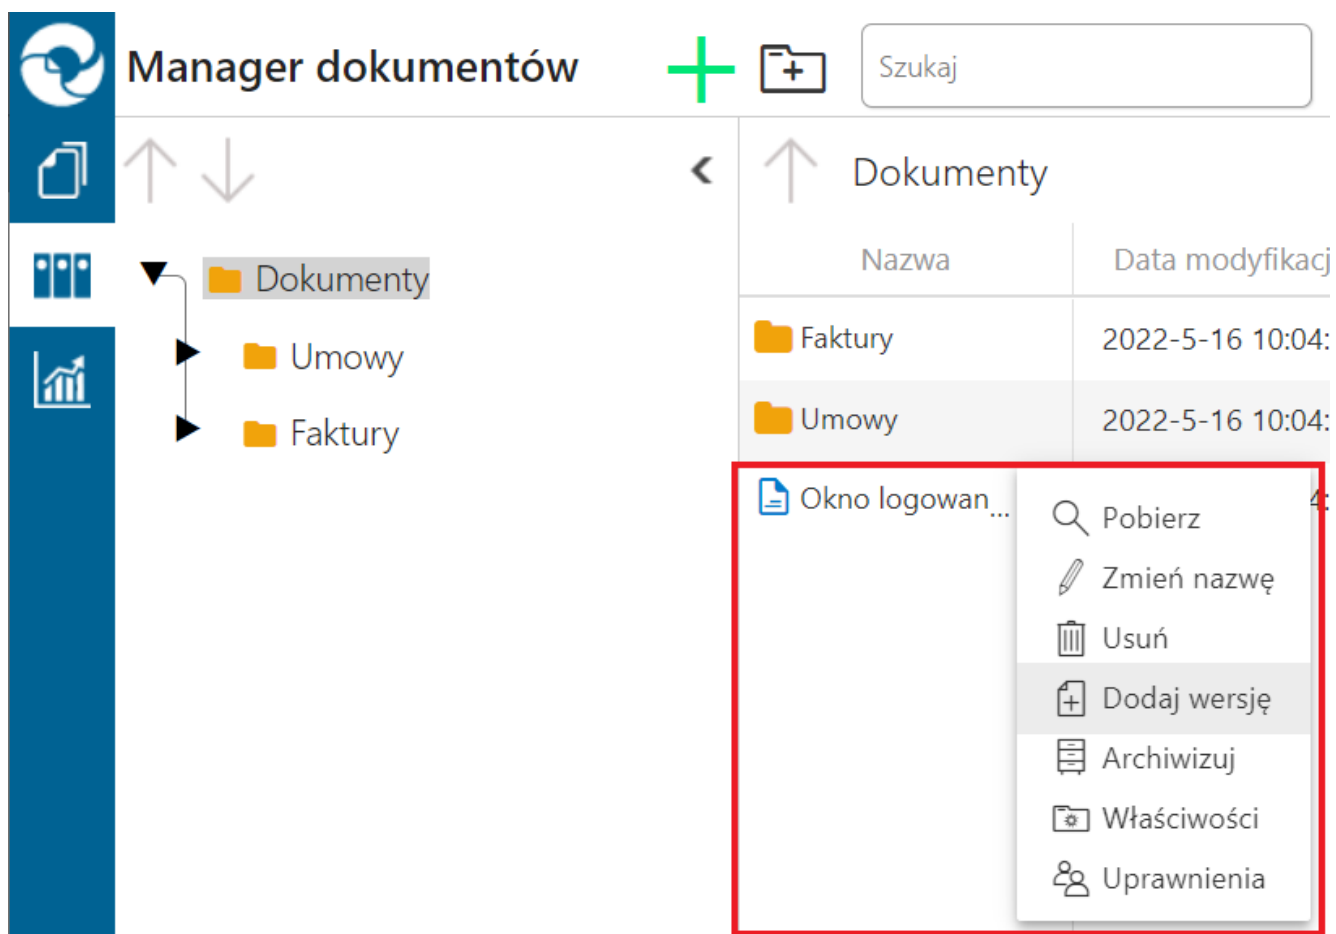 Manager dokumentów
Szukaj
Dokumenty
Umowy
Faktury
Dokumenty
Nazwa Data modyfikacj
Faktury 2022-5-16 10:04:
Umowy 2022-5-16 10:04:
Okno logowan... 4:
Pobierz
Zmień nazwę
Usuń
Dodaj wersję
Archiwizuj
Właściwości
Uprawnienia